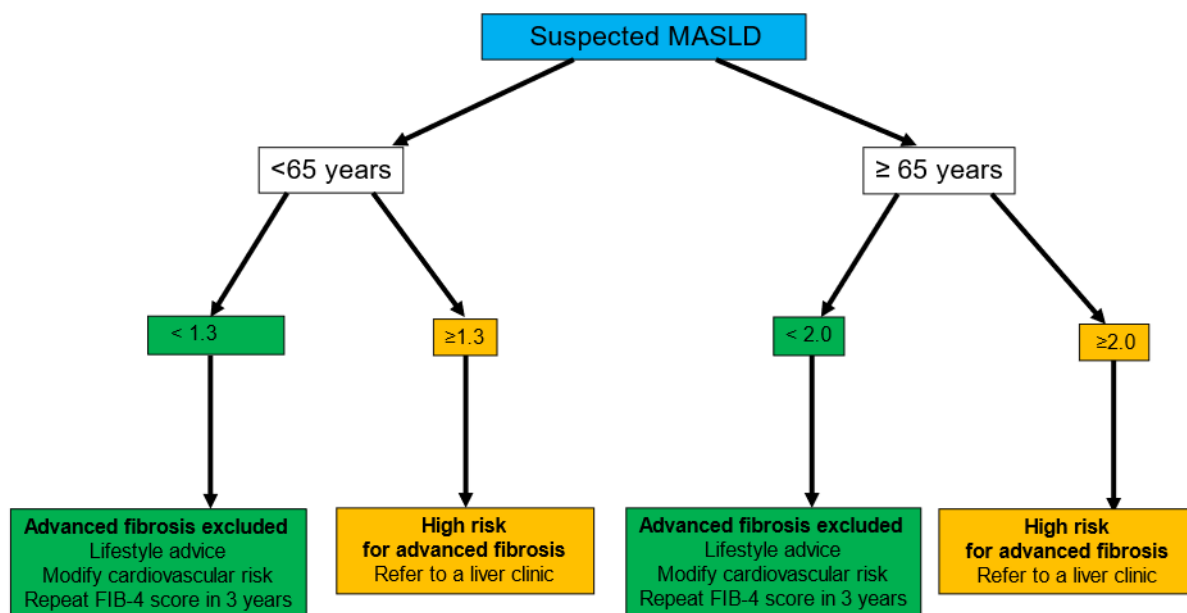 Suspected MASLD
<65 years
≥ 65 years
< 1.3
≥1.3
< 2.0
≥2.0
Advanced fibrosis excluded
Lifestyle advice
Modify cardiovascular risk
Repeat FIB-4 score in 3 years
High risk
for advanced fibrosis
Refer to a liver clinic
Advanced fibrosis excluded
Lifestyle advice
Modify cardiovascular risk
Repeat FIB-4 score in 3 years
High risk
for advanced fibrosis
Refer to a liver clinic